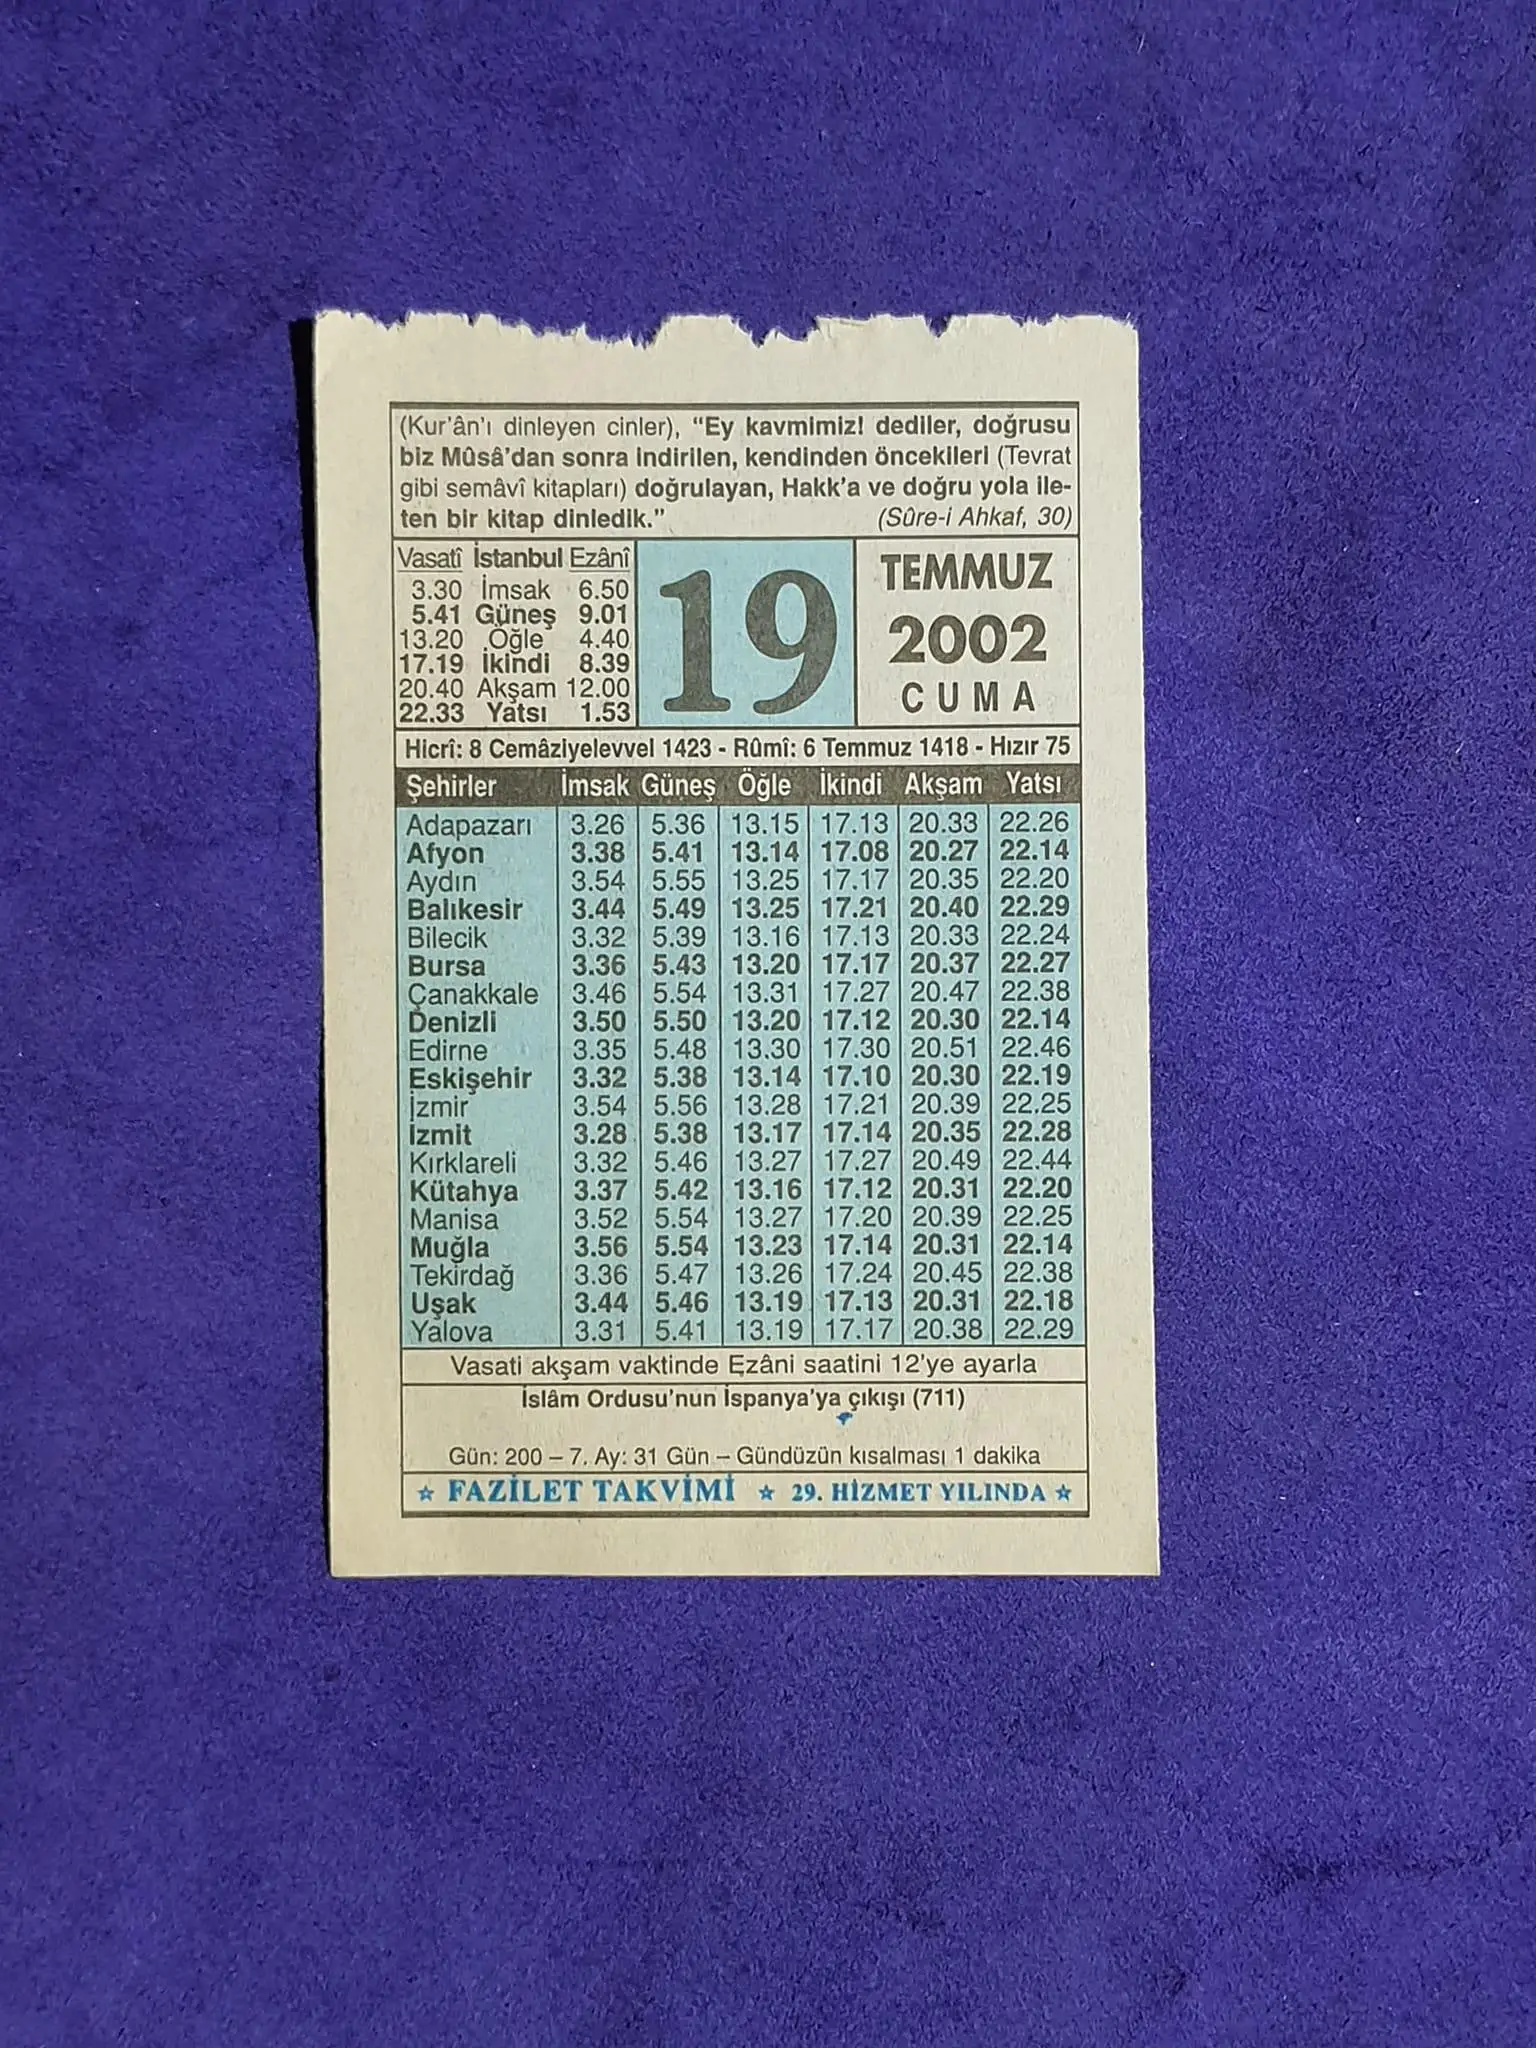 (Kur'ân'ı dinleyen cinler), “Ey kavmimiz! dediler, doğrusu
biz Mûsâ'dan sonra indirilen, kendinden öncekileri (Tevrat
gibi semâvî kitapları) doğrulayan, Hakk'a ve doğru yola ile-
ten bir kitap dinledik.” (Sûre-i Ahkaf, 30)
Vasatî İstanbul Ezânî
3.30 İmsak 6.50
5.41 Güneş 9.01
13.20 Öğle 4.40
17.19 İkindi 8.39
20.40 Akşam 12.00
22.33 Yatsı 1.53
19
TEMMUZ
2002
CUMA
Hicrî: 8 Cemâziyelevvel 1423 - Rûmî: 6 Temmuz 1418 - Hızır 75
Şehirler İmsak Güneş Öğle İkindi Akşam Yatsı
Adapazarı 3.26 5.36 13.15 17.13 20.33 22.26
Afyon 3.38 5.41 13.14 17.08 20.27 22.14
Aydın 3.54 5.55 13.25 17.17 20.35 22.20
Balıkesir 3.44 5.49 13.25 17.21 20.40 22.29
Bilecik 3.32 5.39 13.16 17.13 20.33 22.24
Bursa 3.36 5.43 13.20 17.17 20.37 22.27
Çanakkale 3.46 5.54 13.31 17.27 20.47 22.38
Denizli 3.50 5.50 13.20 17.12 20.30 22.14
Edirne 3.35 5.48 13.30 17.30 20.51 22.46
Eskişehir 3.32 5.38 13.14 17.10 20.30 22.19
İzmir 3.54 5.56 13.28 17.21 20.39 22.25
İzmit 3.28 5.38 13.17 17.14 20.35 22.28
Kırklareli 3.32 5.46 13.27 17.27 20.49 22.44
Kütahya 3.37 5.42 13.16 17.12 20.31 22.20
Manisa 3.52 5.54 13.27 17.20 20.39 22.25
Muğla 3.56 5.54 13.23 17.14 20.31 22.14
Tekirdağ 3.36 5.47 13.26 17.24 20.45 22.38
Uşak 3.44 5.46 13.19 17.13 20.31 22.18
Yalova 3.31 5.41 13.19 17.17 20.38 22.29
Vasati akşam vaktinde Ezâni saatini 12'ye ayarla
İslâm Ordusu'nun İspanya'ya çıkışı (711)
Gün: 200 – 7. Ay: 31 Gün – Gündüzün kısalması 1 dakika
☆ FAZİLET TAKVİMİ ☆ 29. HİZMET YILINDA ☆